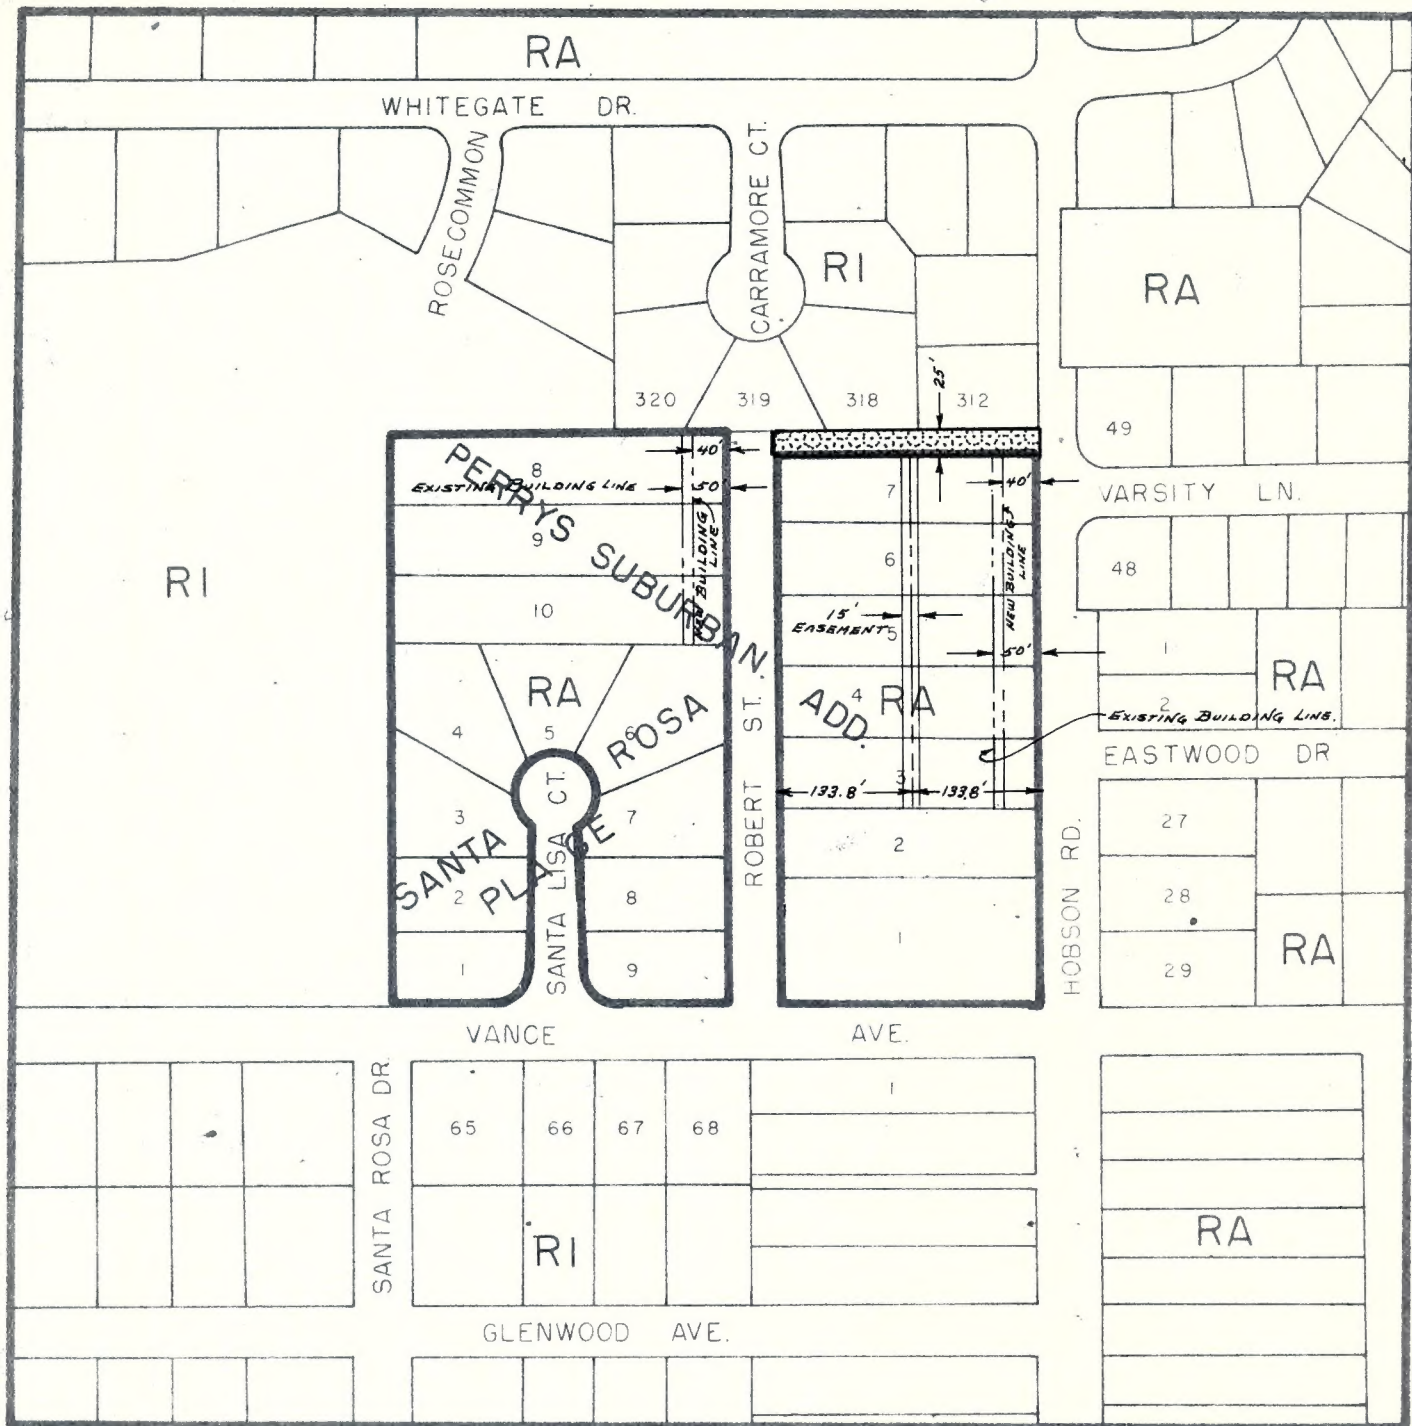 RA
WHITEGATE DR.
ROSECOMMON
CARRAMORE CT.
RI
RA
320
319
318
312
25'
49
VARSITY LN.
48
PERRYS SUBURBAN ADD.
8
EXISTING BUILDING LINE
40'
50'
NEW BUILDING LINE
9
10
RI
7
40'
NEW BUILDING LINE
6
15'
EASEMENT
5
50'
1
2
RA
EXISTING BUILDING LINE.
EASTWOOD DR
RA
4
5
6
4
RA
3
133.8'
133.8'
SANTA ROSA PLACE
SANTA LISA CT.
ROBERT ST.
3
7
2
8
1
9
2
1
HOBSON RD.
27
28
29
RA
VANCE AVE.
SANTA ROSA DR.
65
66
67
68
1
RI
RA
GLENWOOD AVE.